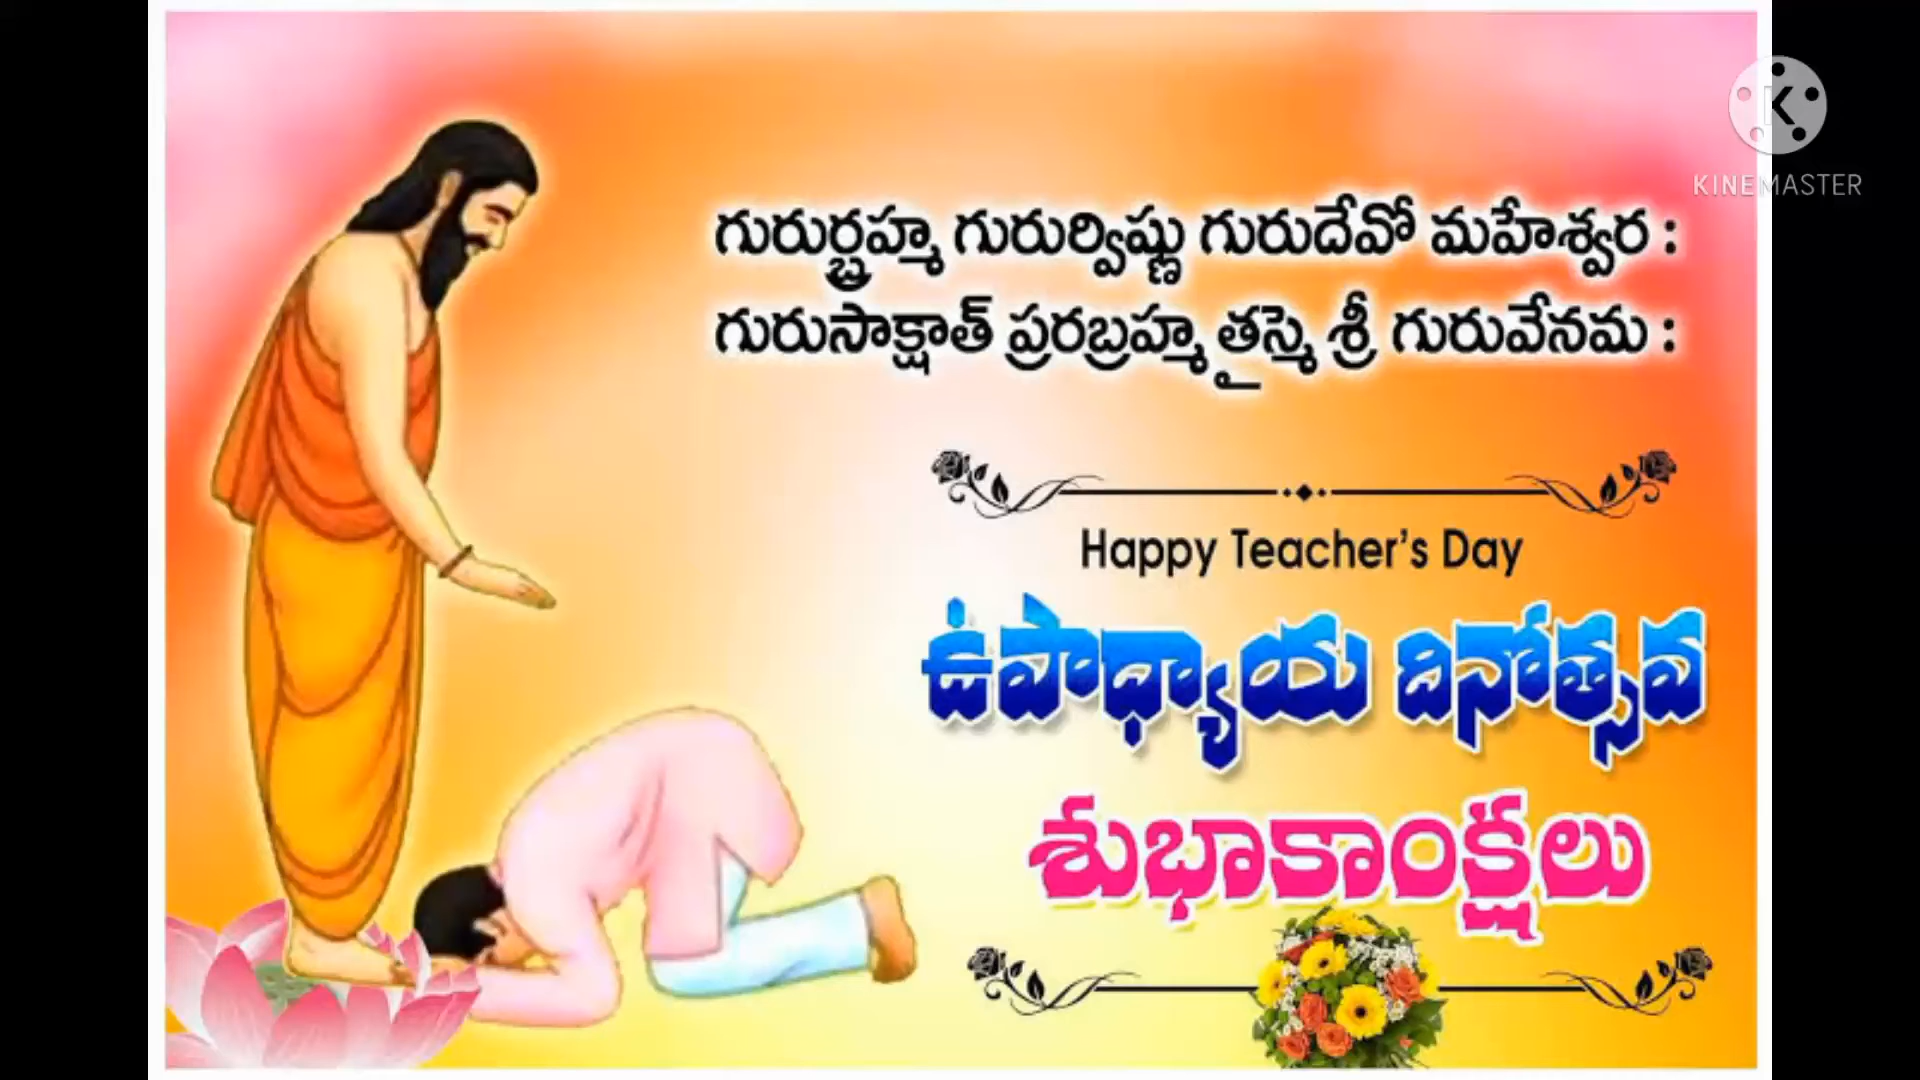 గురుర్బ్రహ్మ గురుర్విష్ణు గురుదేవో మహేశ్వర :
గురుసాక్షాత్ ప్రరబ్రహ్మ తస్మై శ్రీ గురువేనమ :
Happy Teacher's Day
ఉపాధ్యాయ దినోత్సవ
శుభాకాంక్షలు
K
KINEMASTER